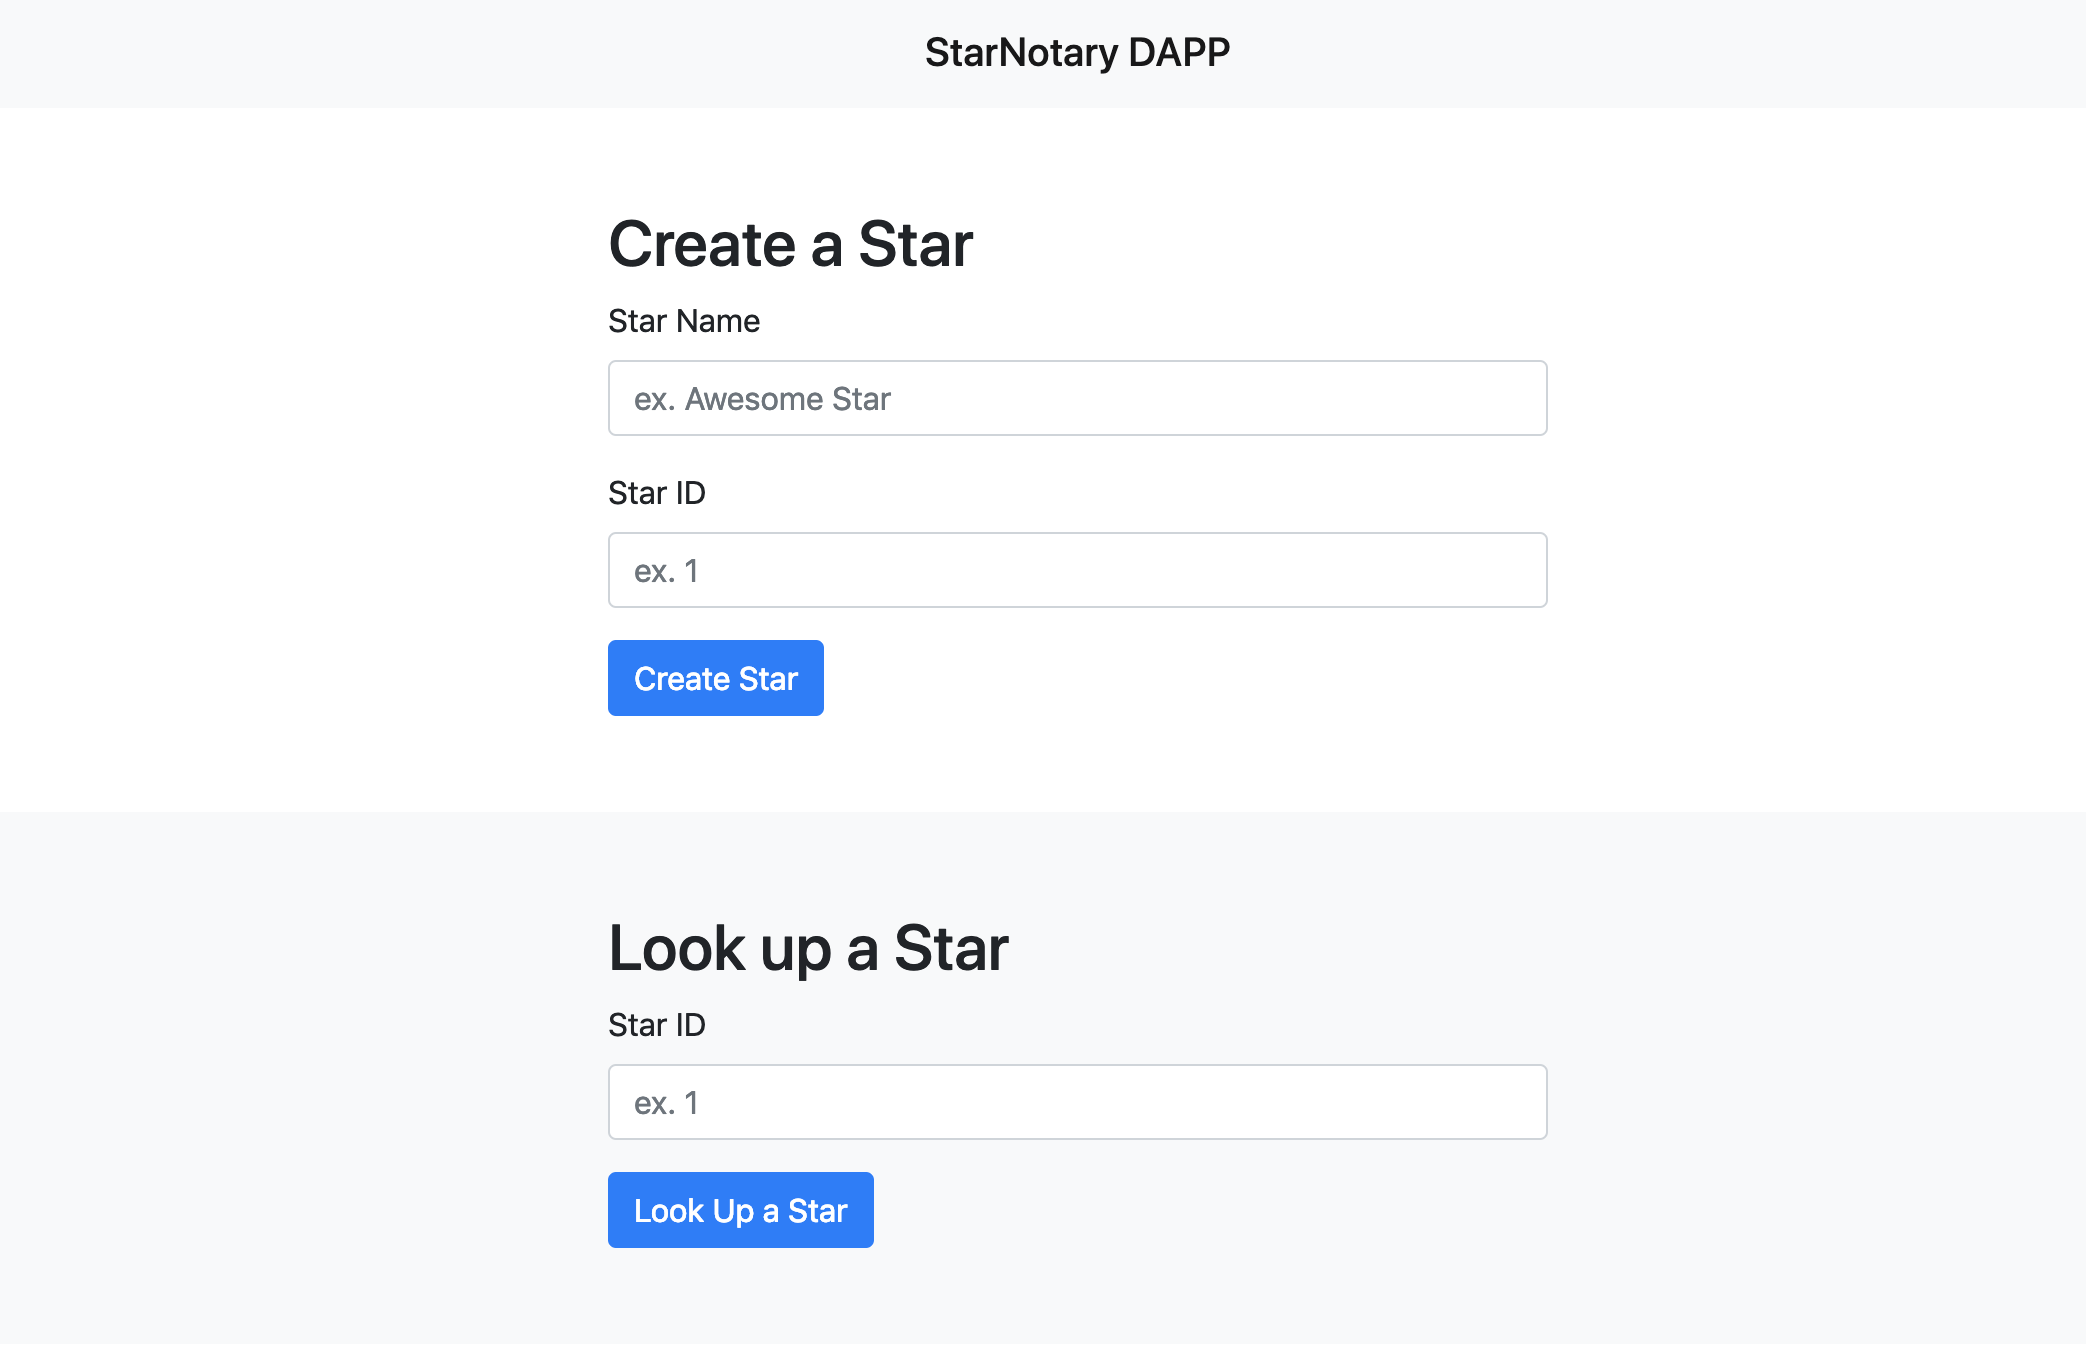 StarNotary DAPP
Create a Star
Star Name
ex. Awesome Star
Star ID
ex. 1
Create Star
Look up a Star
Star ID
ex. 1
Look Up a Star